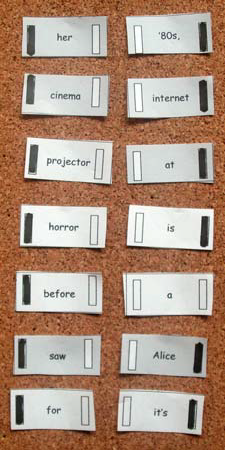 her '80s,
cinema internet
projector at
horror is
before a
saw Alice
for it's